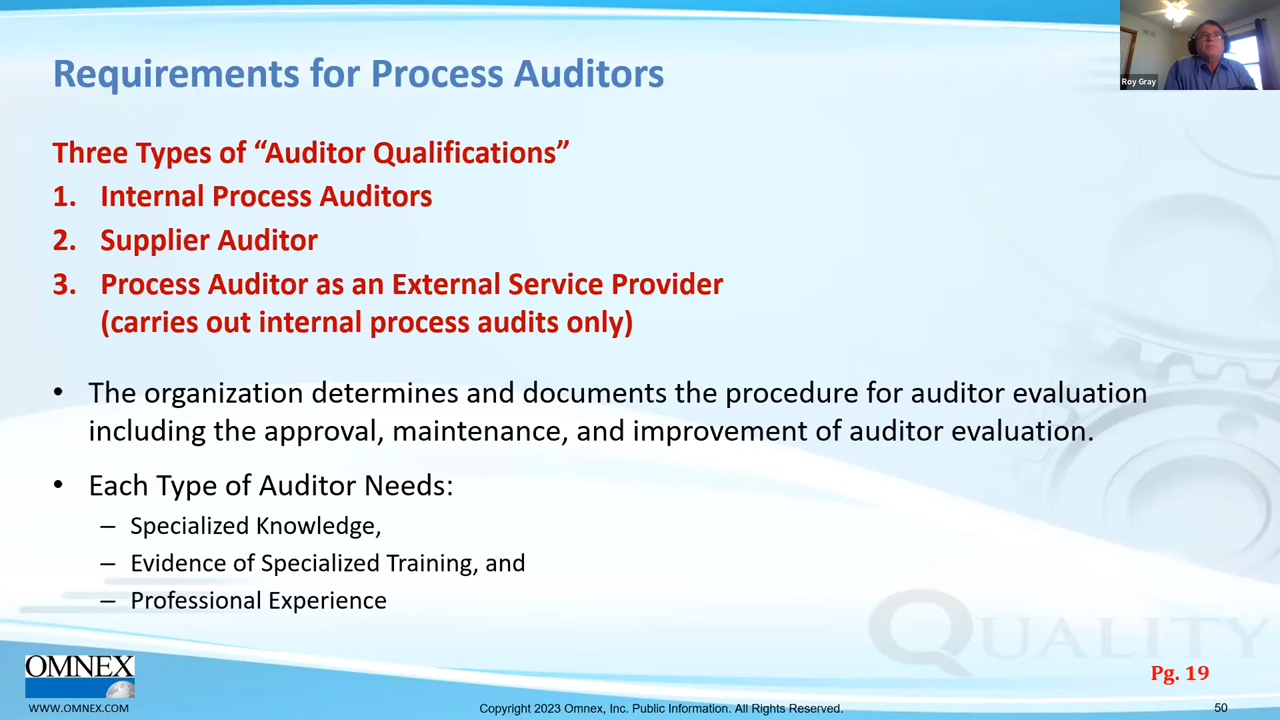 Requirements for Process Auditors
Roy Gray
Three Types of “Auditor Qualifications”
1. Internal Process Auditors
2. Supplier Auditor
3. Process Auditor as an External Service Provider
(carries out internal process audits only)
• The organization determines and documents the procedure for auditor evaluation
including the approval, maintenance, and improvement of auditor evaluation.
• Each Type of Auditor Needs:
– Specialized Knowledge,
– Evidence of Specialized Training, and
– Professional Experience
QUALITY
OMNEX
Pg. 19
WWW.OMNEX.COM
Copyright 2023 Omnex, Inc. Public Information. All Rights Reserved.
50